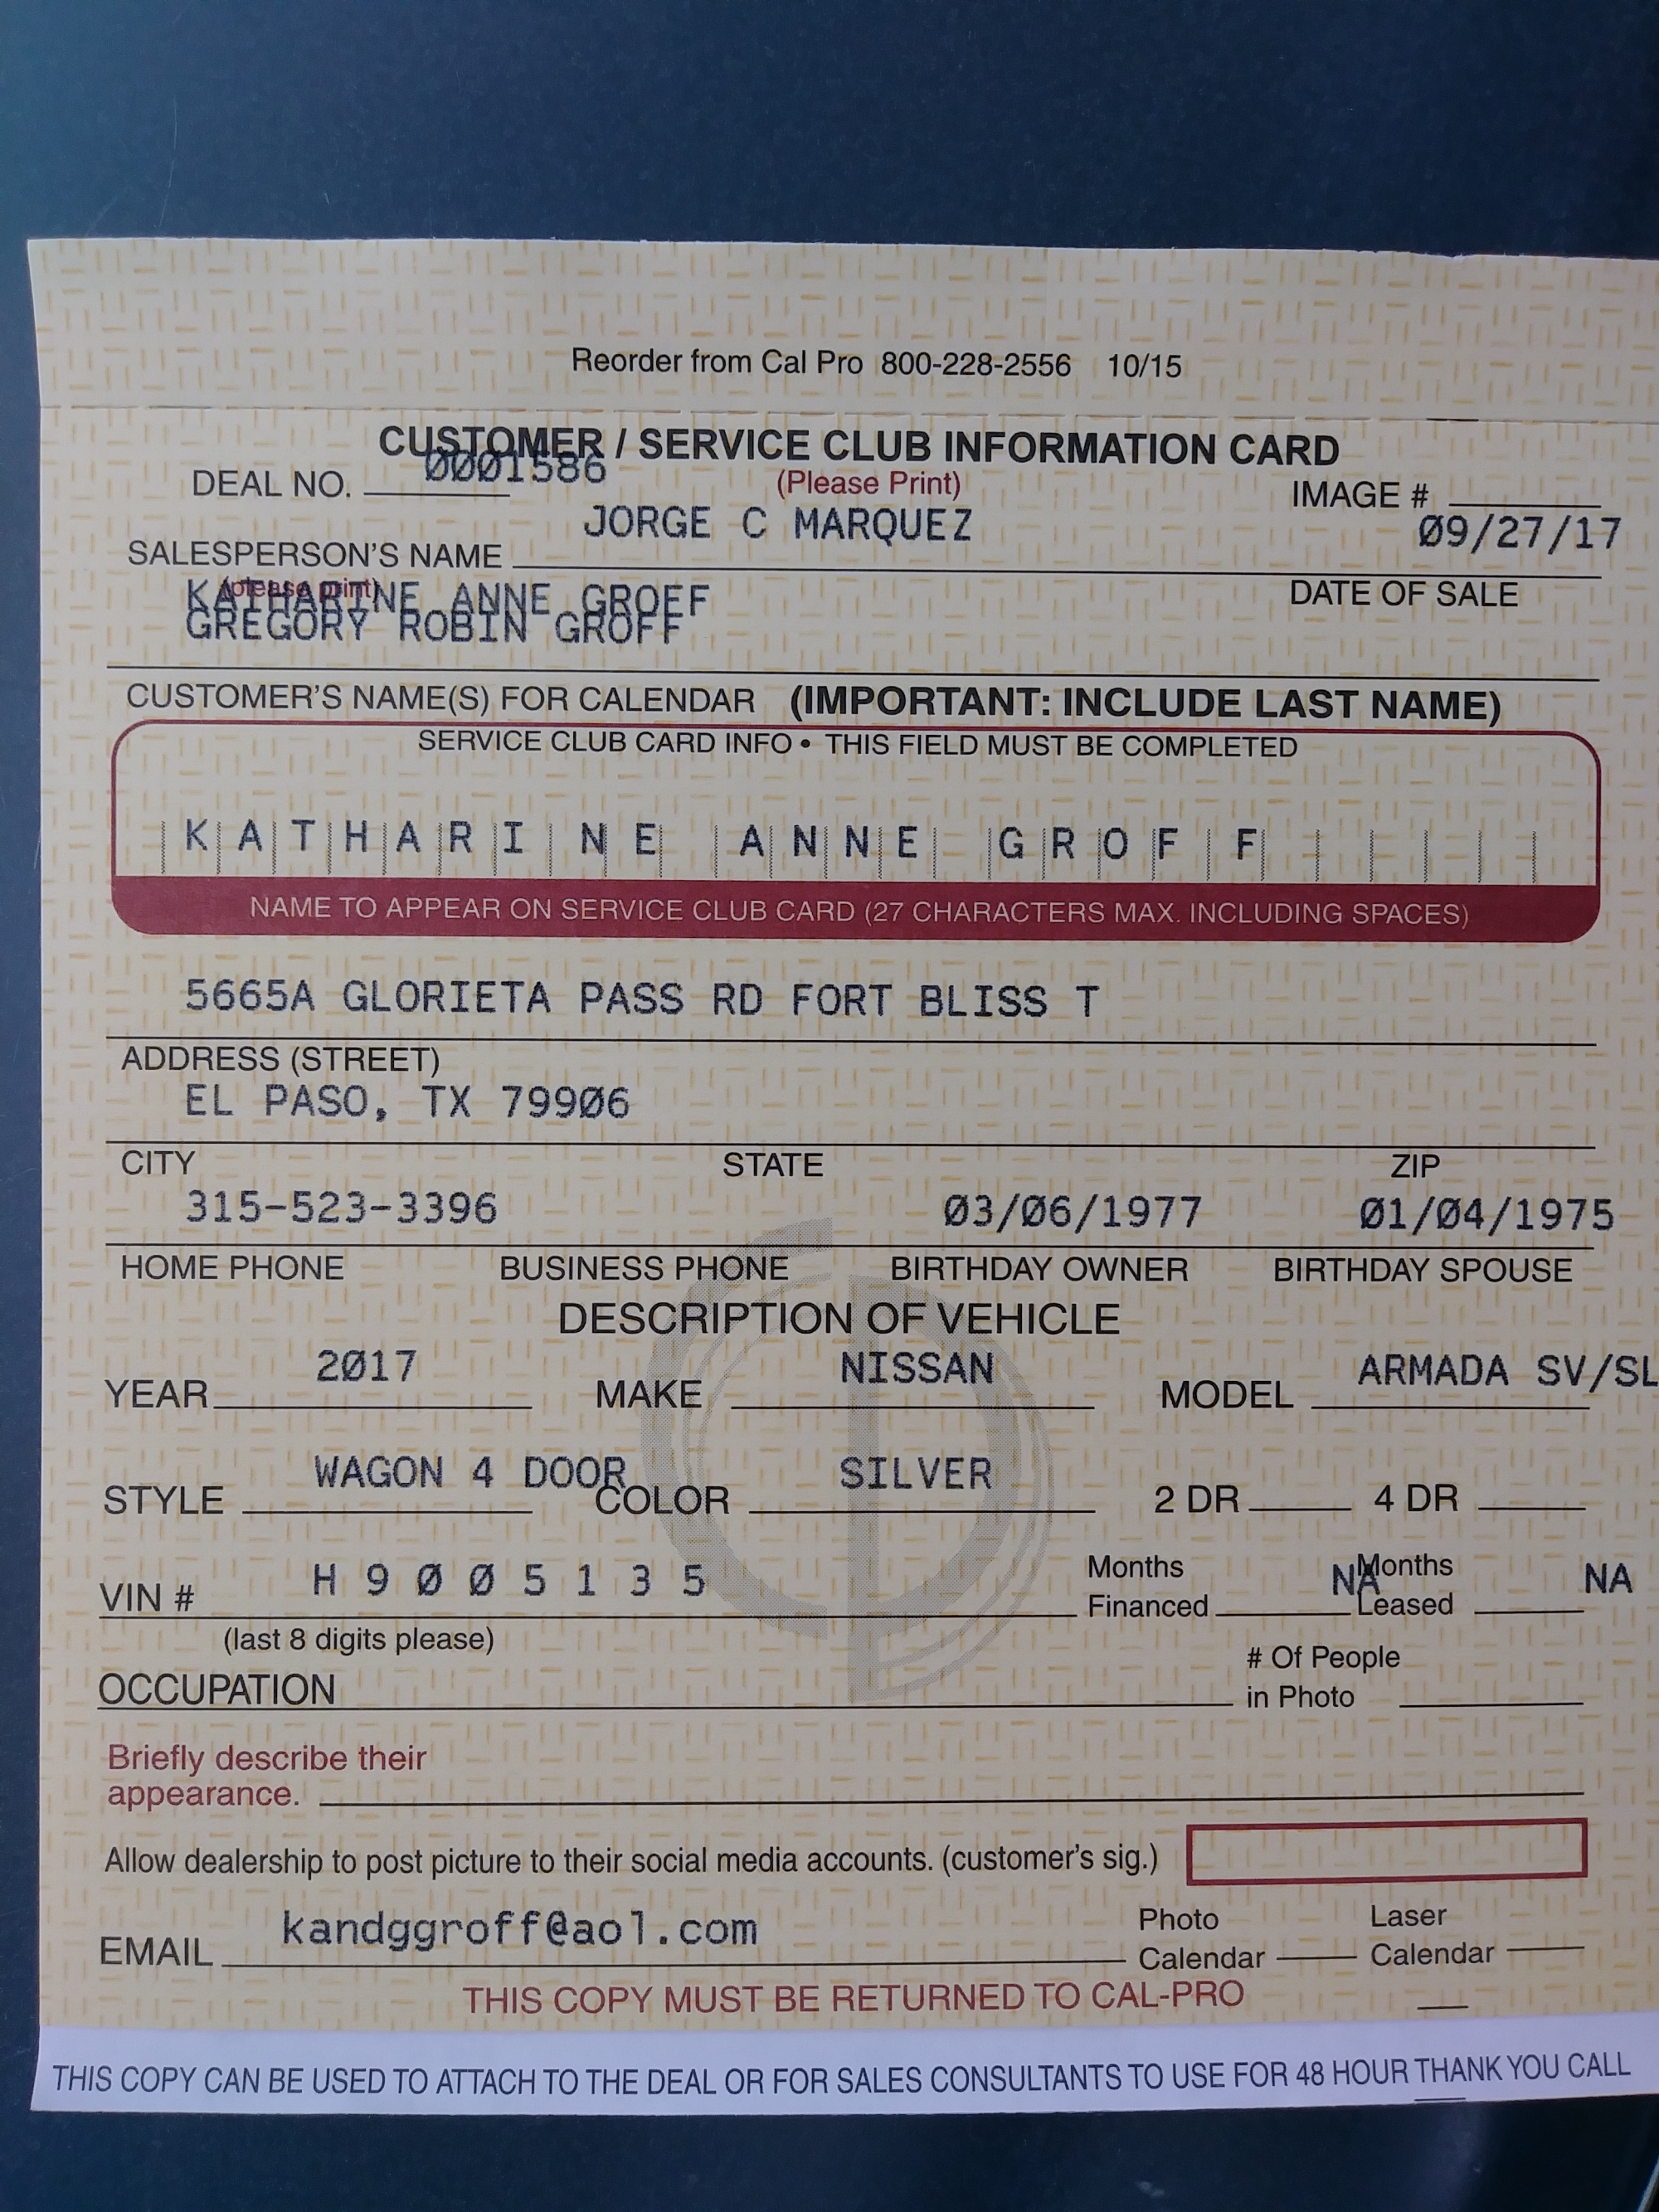 Reorder from Cal Pro 800-228-2556 10/15
CUSTOMER / SERVICE CLUB INFORMATION CARD
DEAL NO. 0001586 (Please Print) IMAGE #
JORGE C MARQUEZ 09/27/17
SALESPERSON'S NAME
(please print) DATE OF SALE
KATHARINE ANNE GROFF
GREGORY ROBIN GROFF
CUSTOMER'S NAME(S) FOR CALENDAR (IMPORTANT: INCLUDE LAST NAME)
SERVICE CLUB CARD INFO • THIS FIELD MUST BE COMPLETED
KATHARINE ANNE GROFF
NAME TO APPEAR ON SERVICE CLUB CARD (27 CHARACTERS MAX. INCLUDING SPACES)
5665A GLORIETA PASS RD FORT BLISS T
ADDRESS (STREET)
EL PASO, TX 79906
CITY STATE ZIP
315-523-3396 03/06/1977 01/04/1975
HOME PHONE BUSINESS PHONE BIRTHDAY OWNER BIRTHDAY SPOUSE
DESCRIPTION OF VEHICLE
YEAR 2017 MAKE NISSAN MODEL ARMADA SV/SL
STYLE WAGON 4 DOOR COLOR SILVER 2 DR 4 DR
VIN # H9005135 Months Financed NA Months Leased NA
(last 8 digits please)
OCCUPATION # Of People in Photo
Briefly describe their
appearance.
Allow dealership to post picture to their social media accounts. (customer's sig.)
EMAIL kandggroff@aol.com Photo Calendar Laser Calendar
THIS COPY MUST BE RETURNED TO CAL-PRO
THIS COPY CAN BE USED TO ATTACH TO THE DEAL OR FOR SALES CONSULTANTS TO USE FOR 48 HOUR THANK YOU CALL